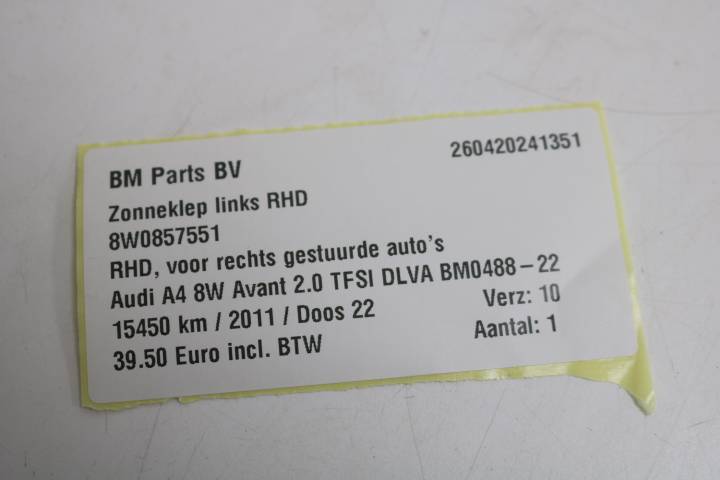 BM Parts BV 260420241351
Zonneklep links RHD
8W0857551
RHD, voor rechts gestuurde auto's
Audi A4 8W Avant 2.0 TFSI DLVA BM0488-22
15450 km / 2011 / Doos 22 Verz: 10
39.50 Euro incl. BTW Aantal: 1